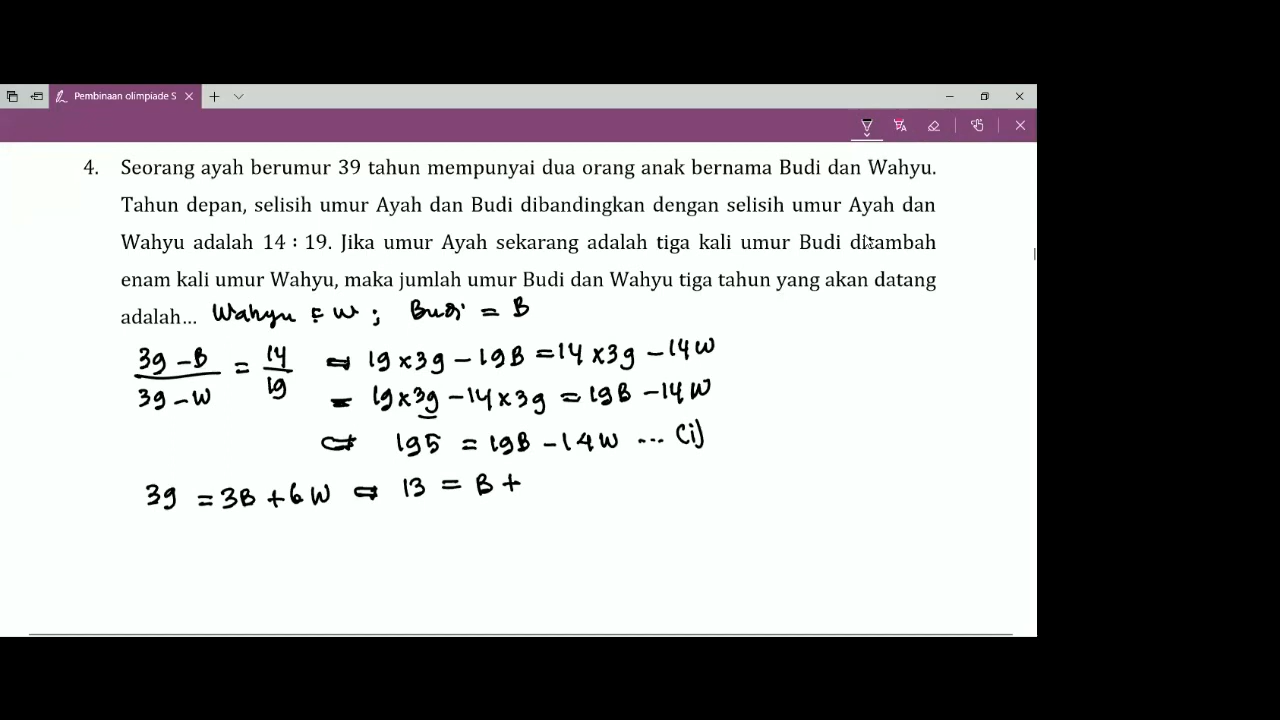 Pembinaan olimpiade S
4. Seorang ayah berumur 39 tahun mempunyai dua orang anak bernama Budi dan Wahyu.
Tahun depan, selisih umur Ayah dan Budi dibandingkan dengan selisih umur Ayah dan
Wahyu adalah 14 : 19. Jika umur Ayah sekarang adalah tiga kali umur Budi ditambah
enam kali umur Wahyu, maka jumlah umur Budi dan Wahyu tiga tahun yang akan datang
adalah... Wahyu = W ; Budi = B
39 - B / 39 - W = 14 / 19 ⇔ 19 × 39 - 19B = 14 × 39 - 14W
= 19 × 39 - 14 × 39 = 19B - 14W
⇔ 195 = 19B - 14W ... (i)
39 = 3B + 6W ⇔ 13 = B +